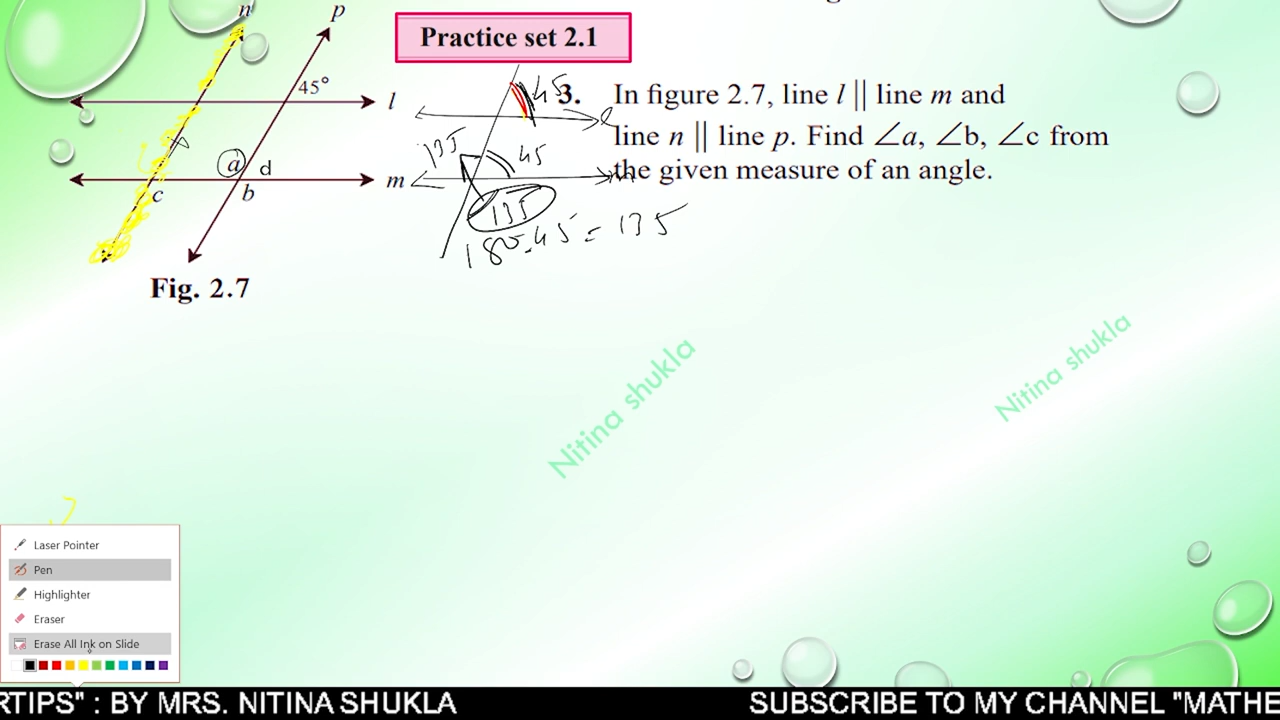 n
p
Practice set 2.1
45°
l
45
3. In figure 2.7, line l || line m and
line n || line p. Find ∠a, ∠b, ∠c from
the given measure of an angle.
l
135
45
x
a
d
m
c
b
135
180-45 = 135
Fig. 2.7
Nitina shukla
Nitina shukla
Laser Pointer
Pen
Highlighter
Eraser
Erase All Ink on Slide
RTIPS" : BY MRS. NITINA SHUKLA
SUBSCRIBE TO MY CHANNEL "MATHE